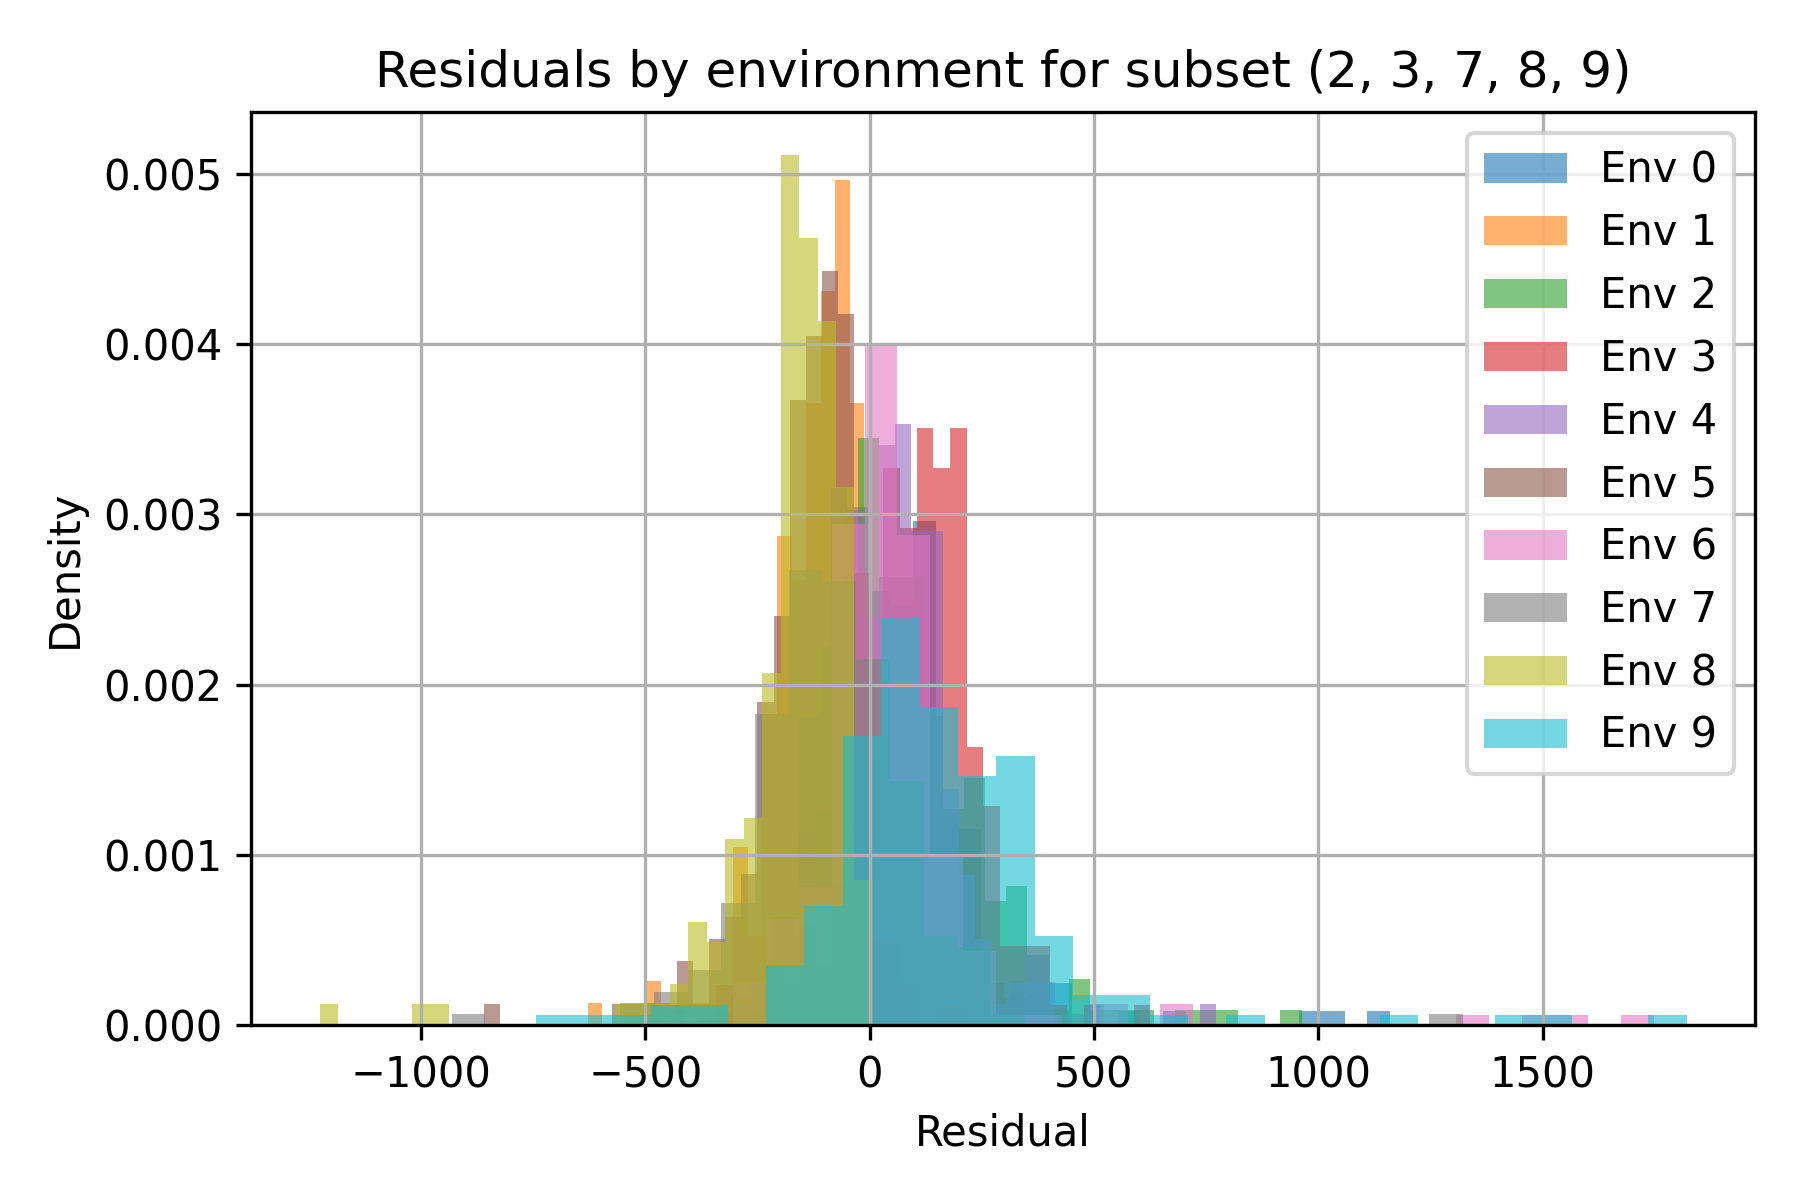 Residuals by environment for subset (2, 3, 7, 8, 9)
0.005
0.004
0.003
0.002
0.001
0.000
Density
−1000
−500
0
500
1000
1500
Residual
Env 0
Env 1
Env 2
Env 3
Env 4
Env 5
Env 6
Env 7
Env 8
Env 9